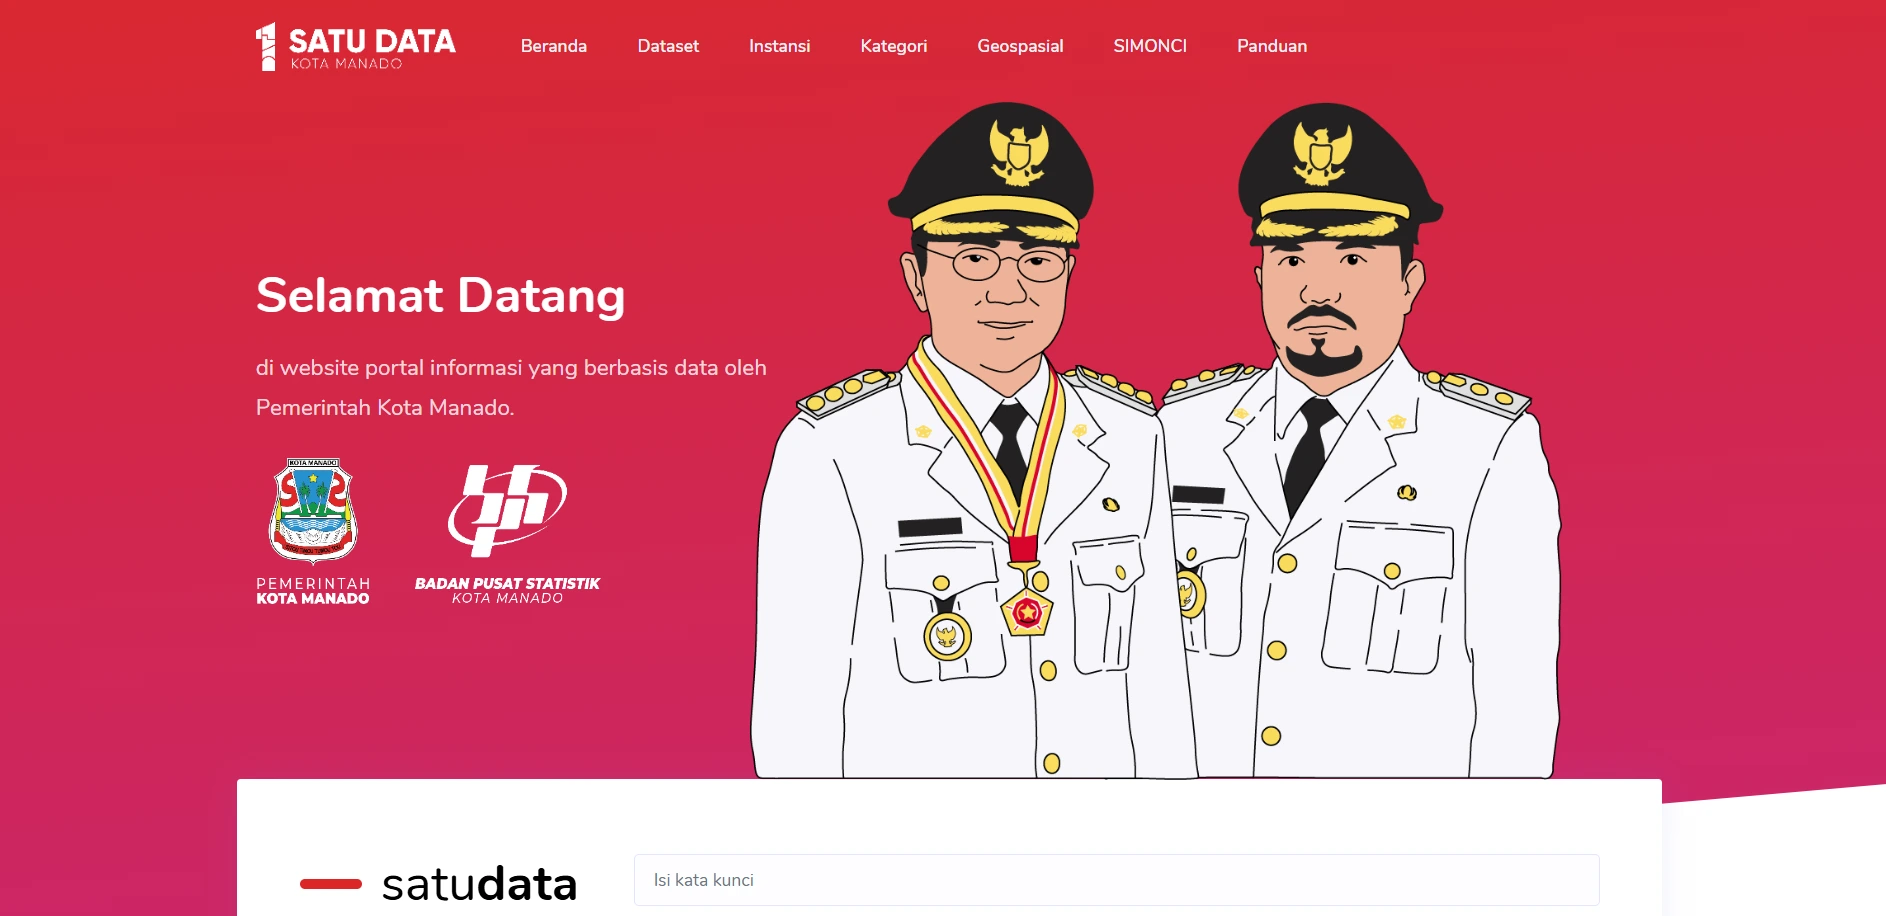 1 SATU DATA
KOTA MANADO
Beranda
Dataset
Instansi
Kategori
Geospasial
SIMONCI
Panduan
Selamat Datang
di website portal informasi yang berbasis data oleh
Pemerintah Kota Manado.
KOTA MANADO
PEMERINTAH
KOTA MANADO
BADAN PUSAT STATISTIK
KOTA MANADO
satudata
Isi kata kunci